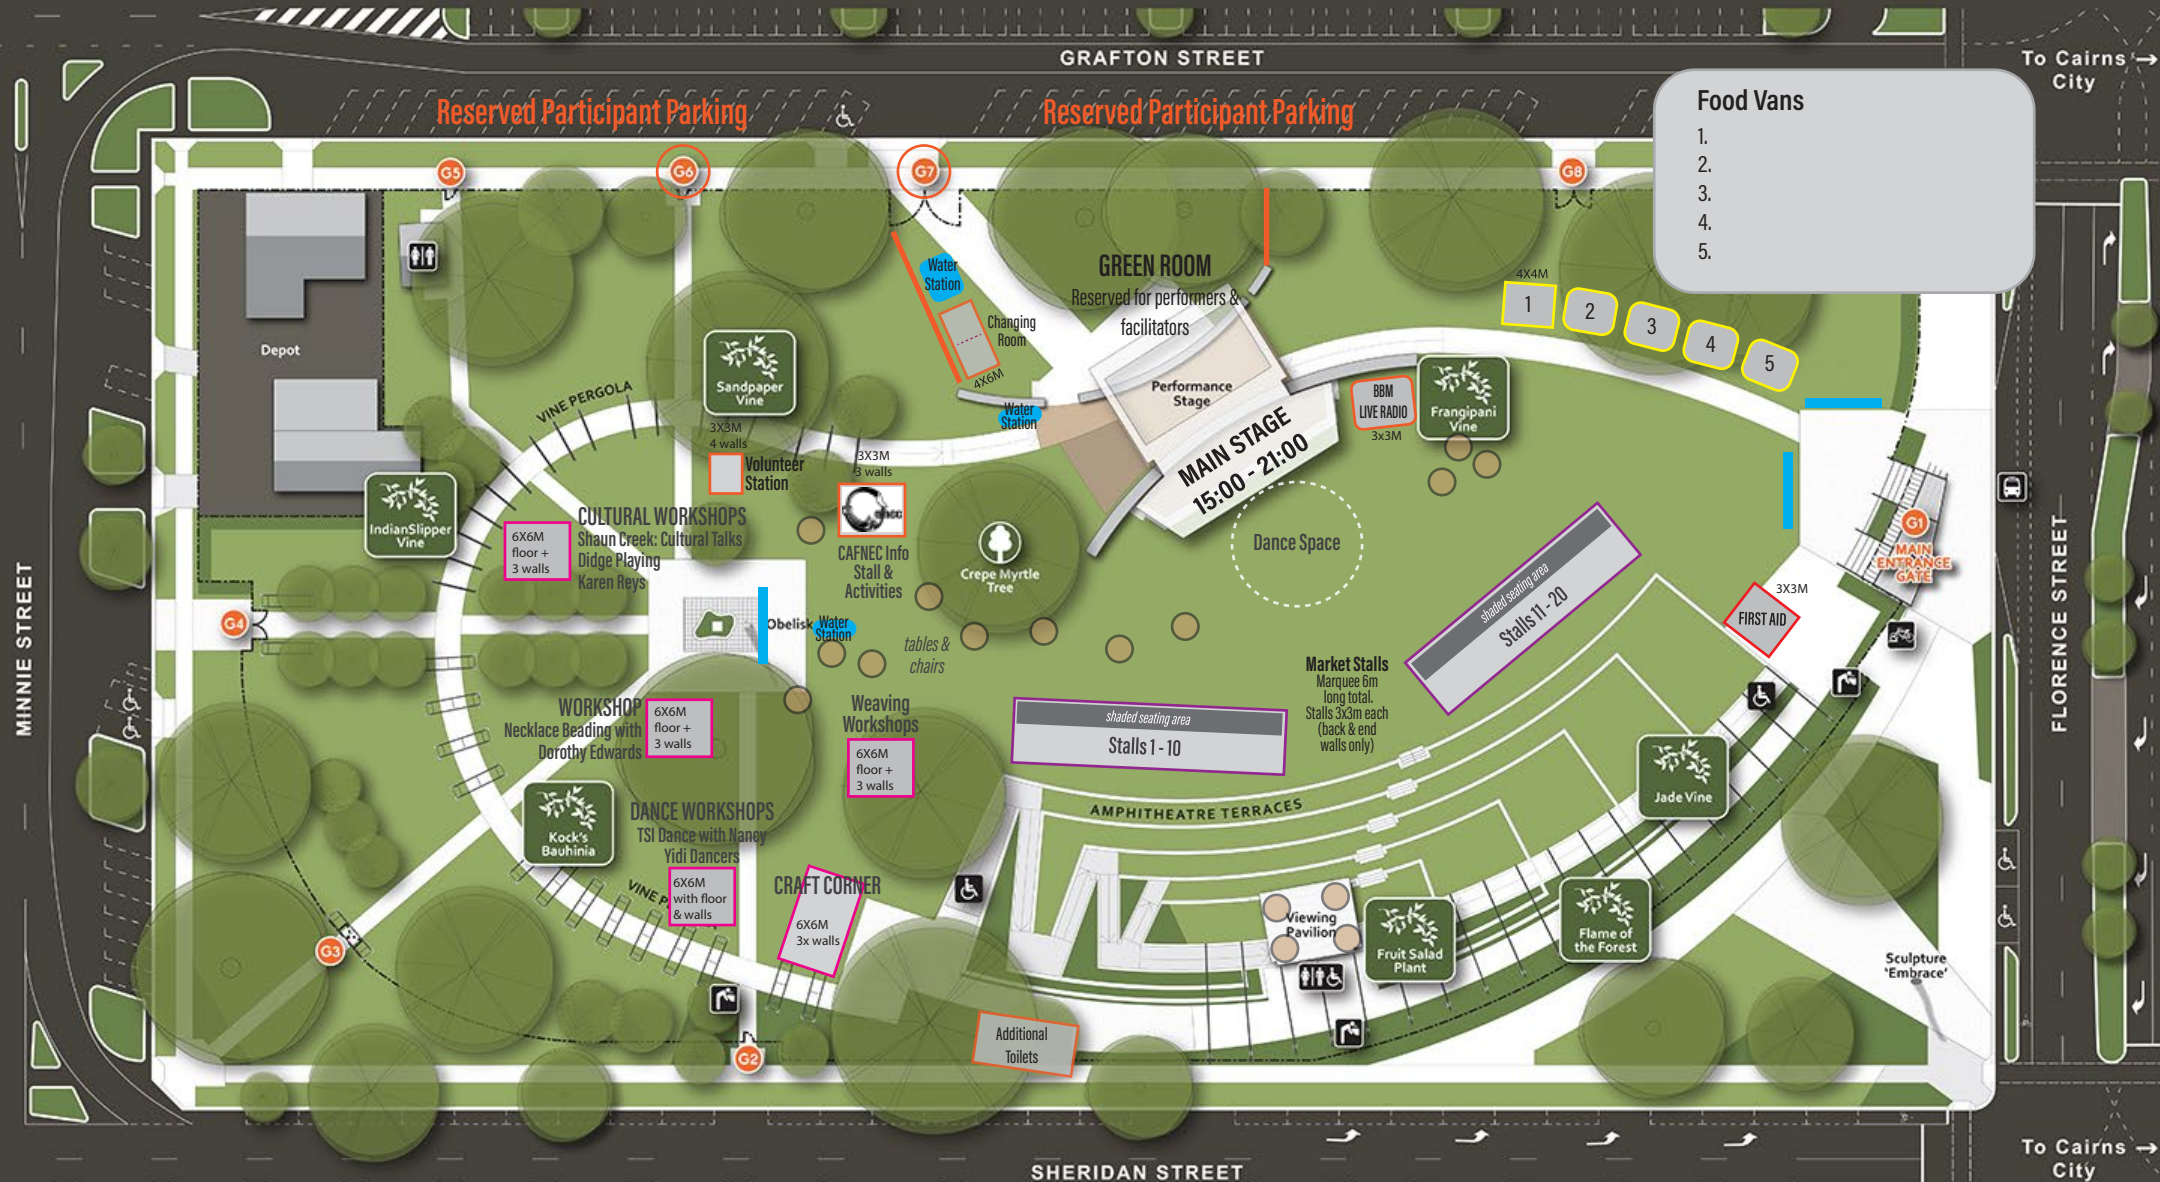 GRAFTON STREET
To Cairns
City
Reserved Participant Parking
Reserved Participant Parking
Food Vans
1.
2.
3.
4.
5.
G5
G6
G7
G8
Depot
Water
Station
Changing
Room
4X6M
GREEN ROOM
Reserved for performers &
facilitators
4X4M
1
2
3
4
5
VINE PERGOLA
Sandpaper
Vine
Water
Station
Performance
Stage
MAIN STAGE
15:00 - 21:00
BBM
LIVE RADIO
3x3M
Frangipani
Vine
3X3M
4 walls
Volunteer
Station
3X3M
3 walls
IndianSlipper
Vine
6X6M
floor +
3 walls
CULTURAL WORKSHOPS
Shaun Creek: Cultural Talks
Didge Playing
Karen Reys
CAFNEC Info
Stall &
Activities
Crepe Myrtle
Tree
Dance Space
G1
MAIN
ENTRANCE
GATE
shaded seating area
Stalls 11 - 20
3X3M
FIRST AID
MINNIE STREET
FLORENCE STREET
G4
Obelisk
Water
Station
tables &
chairs
Market Stalls
Marquee 6m
long total.
Stalls 3x3m each
(back & end
walls only)
WORKSHOP
Necklace Beading with
Dorothy Edwards
6X6M
floor +
3 walls
Weaving
Workshops
6X6M
floor +
3 walls
shaded seating area
Stalls 1 - 10
AMPHITHEATRE TERRACES
Jade Vine
Kock's
Bauhinia
DANCE WORKSHOPS
TSI Dance with Nancy
Yidi Dancers
VINE P
6X6M
with floor
& walls
CRAFT CORNER
6X6M
3x walls
Viewing
Pavilion
Fruit Salad
Plant
Flame of
the Forest
G3
Sculpture
'Embrace'
G2
Additional
Toilets
SHERIDAN STREET
To Cairns
City